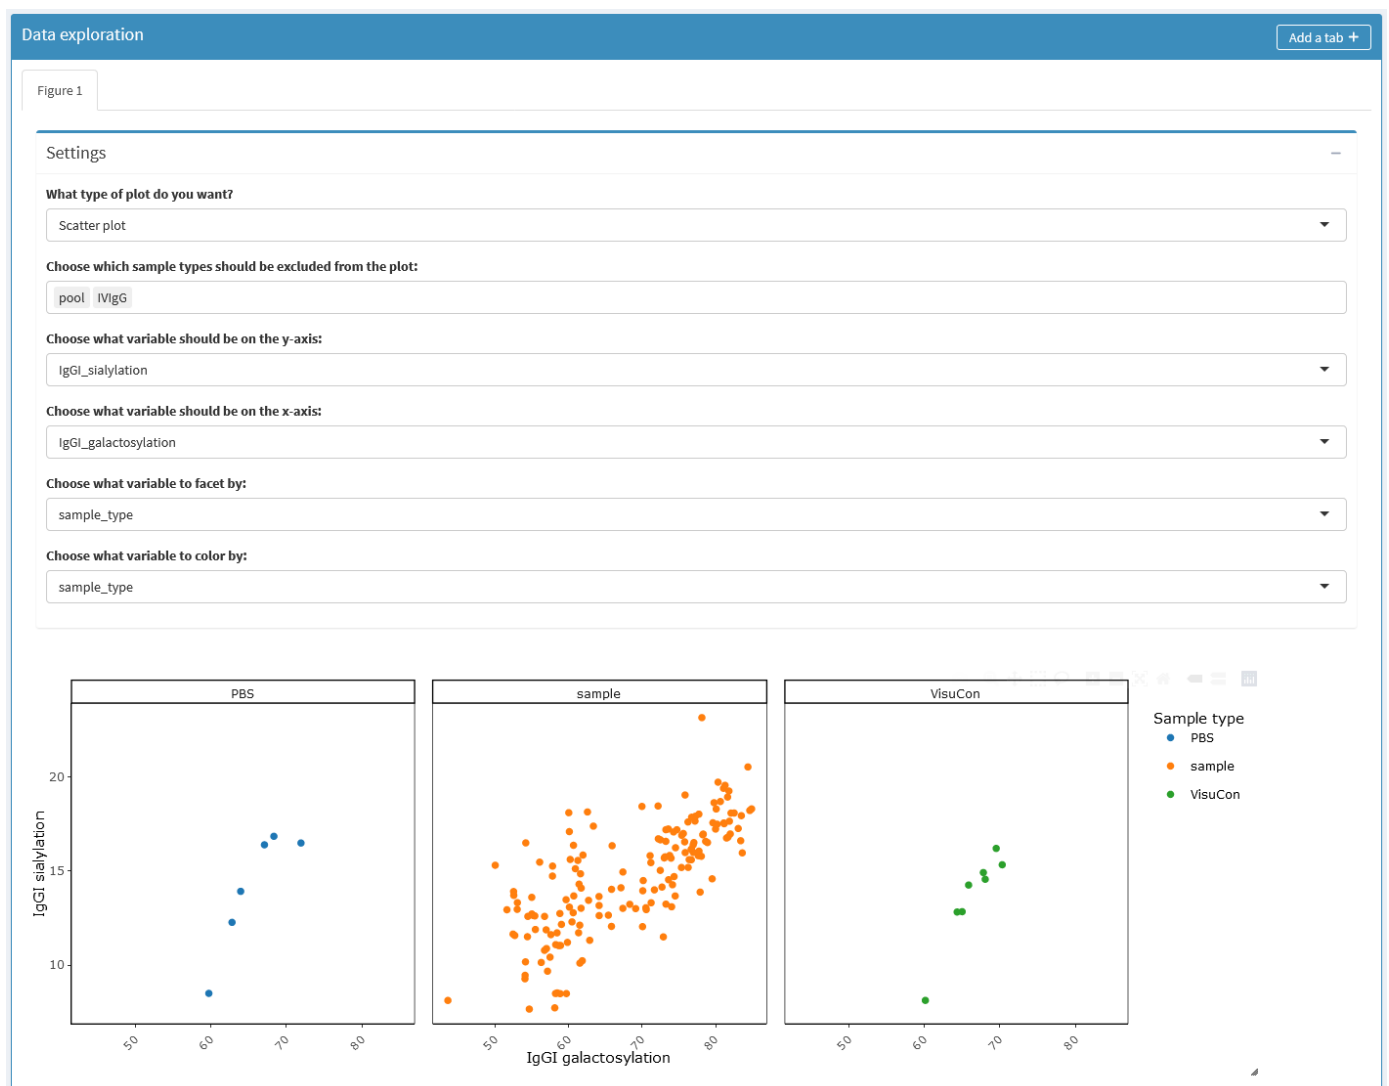 Data exploration
Add a tab +
Figure 1
Settings
What type of plot do you want?
Scatter plot
Choose which sample types should be excluded from the plot:
pool IVIgG
Choose what variable should be on the y-axis:
IgGI_sialylation
Choose what variable should be on the x-axis:
IgGI_galactosylation
Choose what variable to facet by:
sample_type
Choose what variable to color by:
sample_type
PBS
sample
VisuCon
Sample type
PBS
sample
VisuCon
IgGI sialylation
20
15
10
50 60 70 80
50 60 70 80
50 60 70 80
IgGI galactosylation